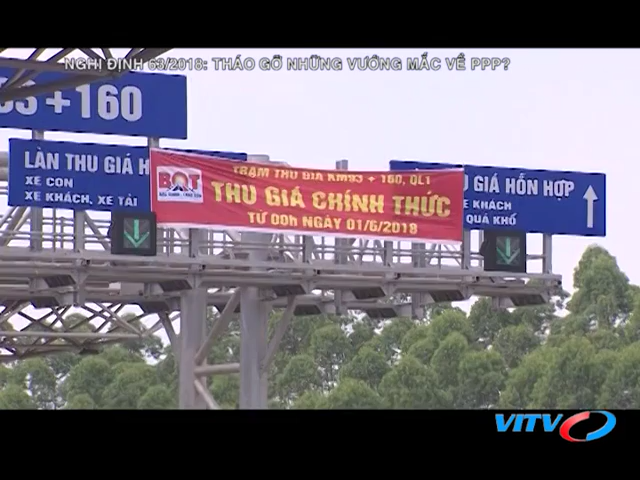 NGHỊ ĐỊNH 63/2018: THÁO GỠ NHỮNG VƯỚNG MẮC VỀ PPP?
93 + 160
LÀN THU GIÁ H
XE CON
XE KHÁCH, XE TẢI
BOT
TRẠM THU GIÁ KM93 + 160, QL1
THU GIÁ CHÍNH THỨC
TỪ 00h NGÀY 01/6/2018
GIÁ HỖN HỢP
KHÁCH
QUÁ KHỔ
VITV